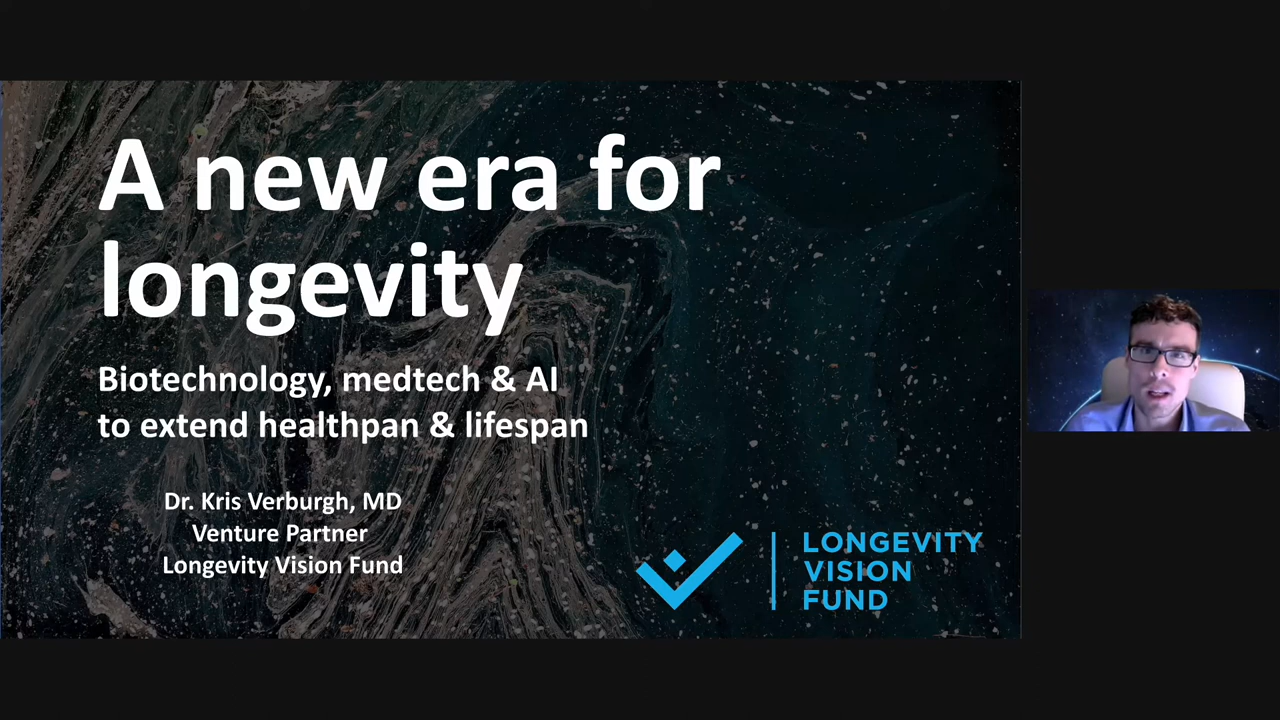 A new era for
longevity
Biotechnology, medtech & AI
to extend healthpan & lifespan
Dr. Kris Verburgh, MD
Venture Partner
Longevity Vision Fund
LONGEVITY
VISION
FUND